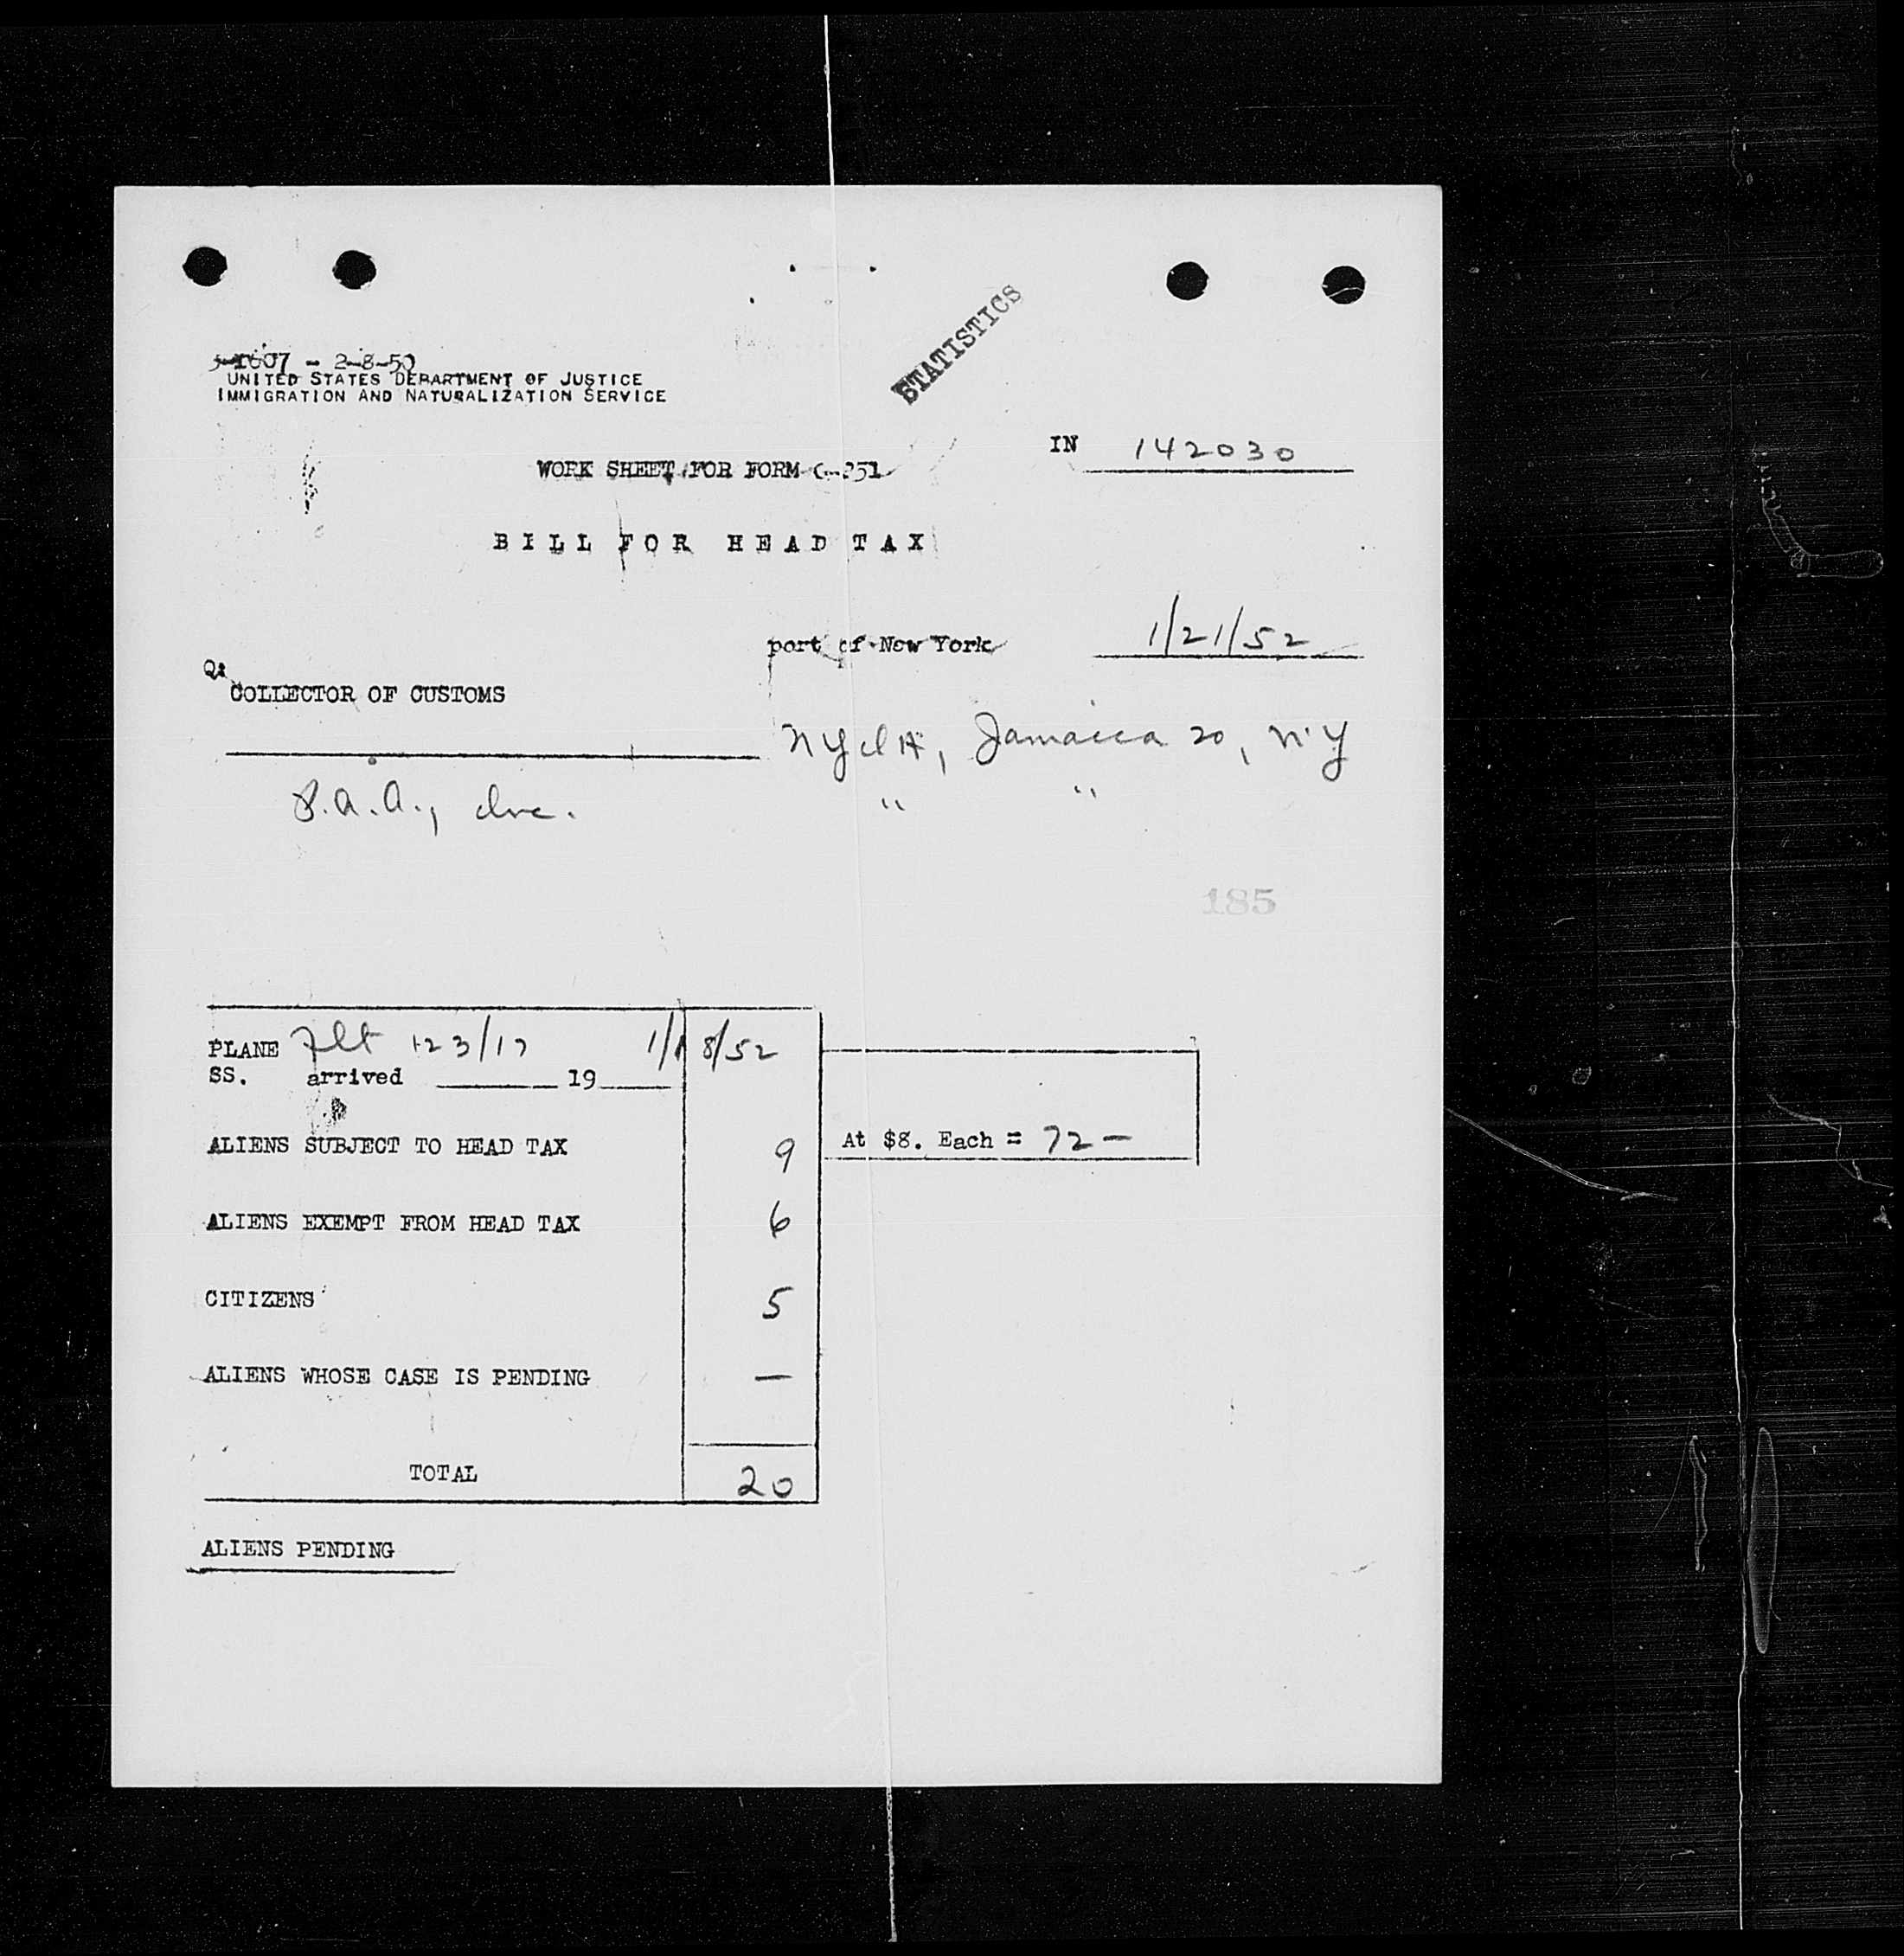 1607 - 2-8-50
UNITED STATES DEPARTMENT OF JUSTICE
IMMIGRATION AND NATURALIZATION SERVICE
STATISTICS
IN 142030
WORK SHEET FOR FORM C-251
BILL FOR HEAD TAX
port of New York 1/21/52
COLLECTOR OF CUSTOMS
Jamaica 20, N.Y
P.A.A., Inc. " "
185
PLANE Flt 123/17 1/18/52
SS. arrived 19
ALIENS SUBJECT TO HEAD TAX 9 At $8. Each = 72 —
ALIENS EXEMPT FROM HEAD TAX 6
CITIZENS 5
ALIENS WHOSE CASE IS PENDING —
TOTAL 20
ALIENS PENDING